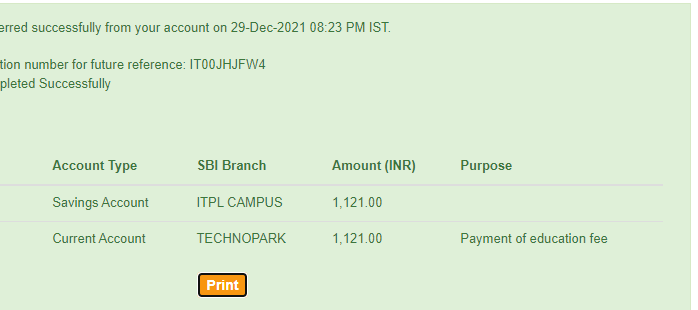 erred successfully from your account on 29-Dec-2021 08:23 PM IST.
tion number for future reference: IT00JHJFW4
pleted Successfully
Account Type SBI Branch Amount (INR) Purpose
Savings Account ITPL CAMPUS 1,121.00
Current Account TECHNOPARK 1,121.00 Payment of education fee
Print